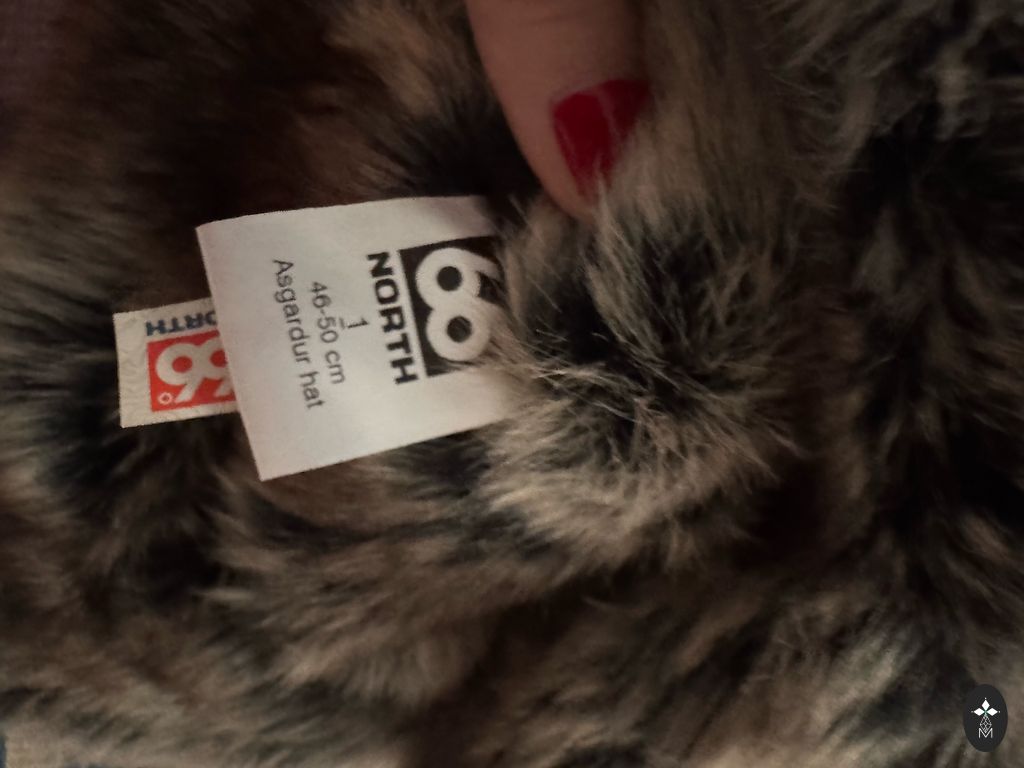 66
NORTH
1
46-50 cm
Asgardur hat
NORTH
66°
M